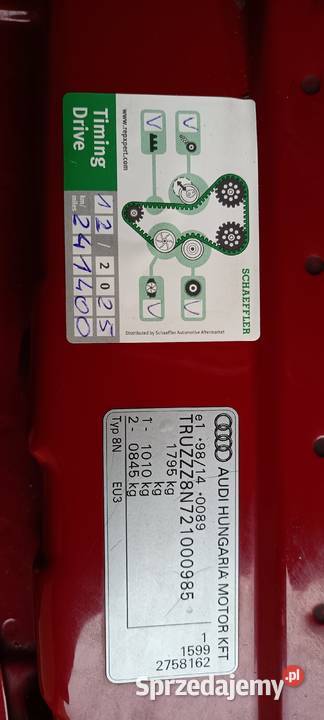 SCHAEFFLER
V V
V V
www.repxpert.com
Distributed by Schaeffler Automotive Aftermarket
Timing
Drive
12/2025
km
miles
241400
AUDI HUNGARIA MOTOR KFT
e1 *98/14 *0089
TRUZZZ8N721000985
1795 kg
1 - 1010 kg
2 - 0845 kg
Typ 8N EU3
1
1599
2758162
Sprzedajemy.pl